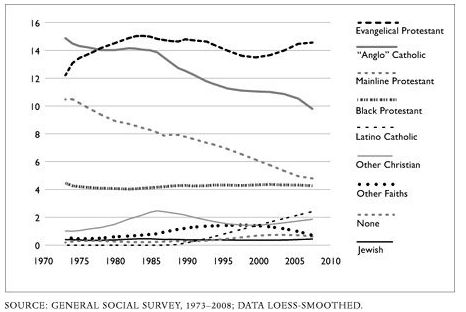 16
14
12
10
8
6
4
2
0
1970 1975 1980 1985 1990 1995 2000 2005 2010
Evangelical Protestant
“Anglo” Catholic
Mainline Protestant
Black Protestant
Latino Catholic
Other Christian
Other Faiths
None
Jewish
SOURCE: GENERAL SOCIAL SURVEY, 1973–2008; DATA LOESS-SMOOTHED.